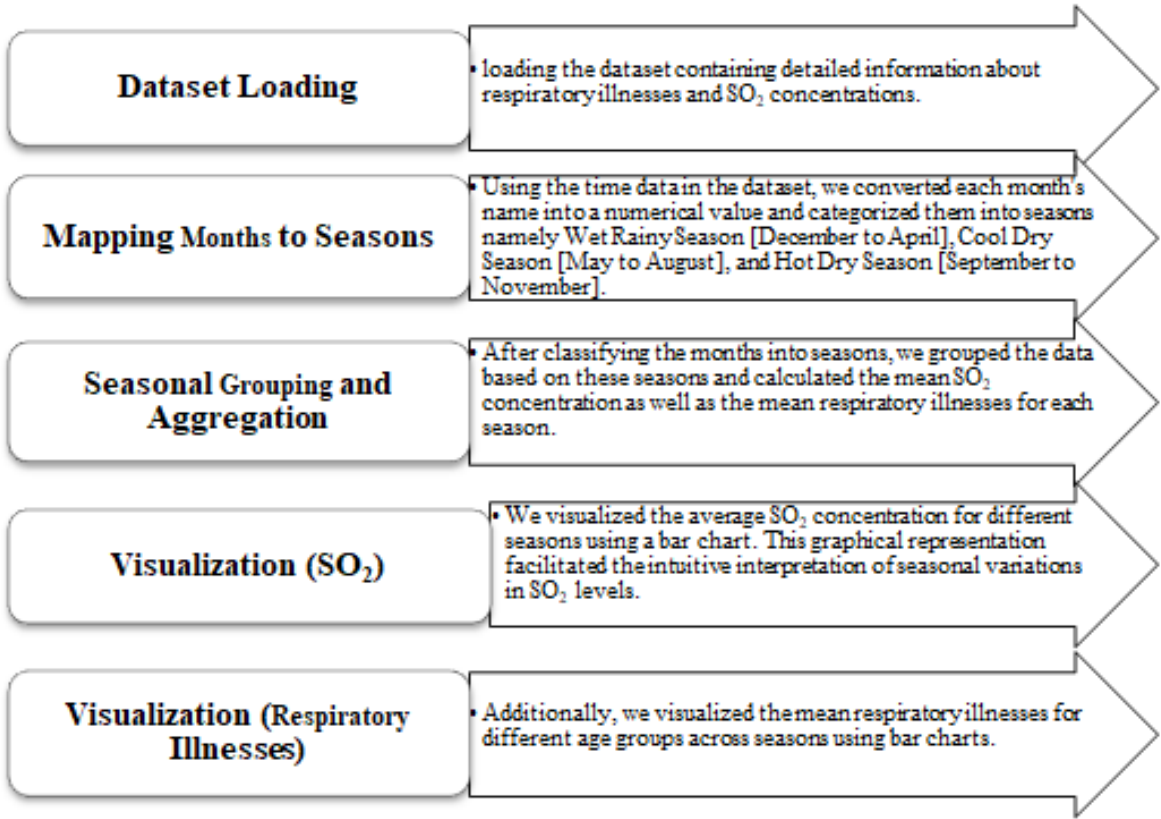 Dataset Loading
• loading the dataset containing detailed information about
respiratory illnesses and SO₂ concentrations.
Mapping Months to Seasons
• Using the time data in the dataset, we converted each month's
name into a numerical value and categorized them into seasons
namely Wet Rainy Season [December to April], Cool Dry
Season [May to August], and Hot Dry Season [September to
November].
Seasonal Grouping and
Aggregation
• After classifying the months into seasons, we grouped the data
based on these seasons and calculated the mean SO₂
concentration as well as the mean respiratory illnesses for each
season.
Visualization (SO₂)
• We visualized the average SO₂ concentration for different
seasons using a bar chart. This graphical representation
facilitated the intuitive interpretation of seasonal variations
in SO₂ levels.
Visualization (Respiratory
Illnesses)
• Additionally, we visualized the mean respiratory illnesses for
different age groups across seasons using bar charts.